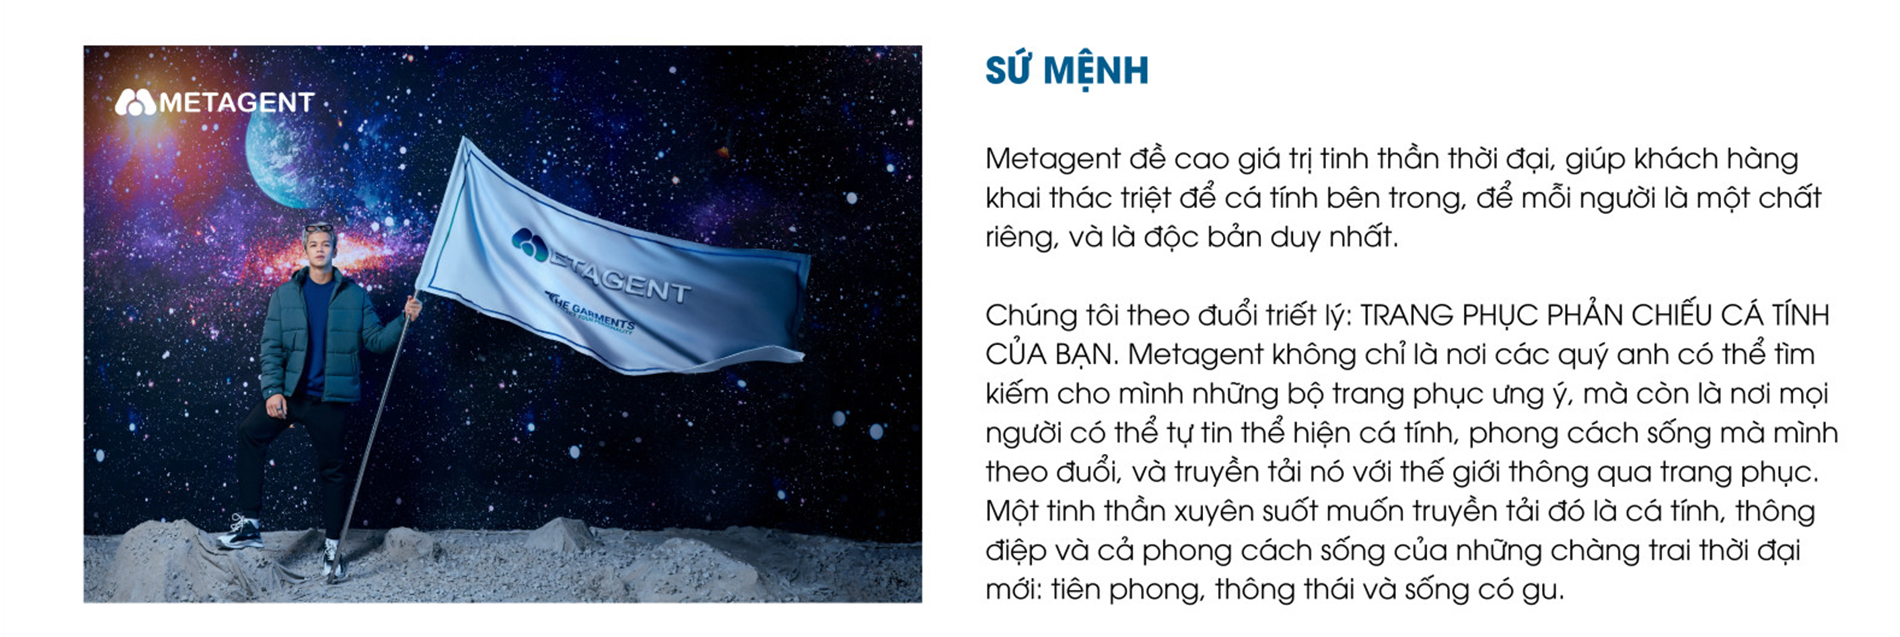 METAGENT
METAGENT
THE GARMENTS
SỨ MỆNH
Metagent đề cao giá trị tinh thần thời đại, giúp khách hàng
khai thác triệt để cá tính bên trong, để mỗi người là một chất
riêng, và là độc bản duy nhất.
Chúng tôi theo đuổi triết lý: TRANG PHỤC PHẢN CHIẾU CÁ TÍNH
CỦA BẠN. Metagent không chỉ là nơi các quý anh có thể tìm
kiếm cho mình những bộ trang phục ưng ý, mà còn là nơi mọi
người có thể tự tin thể hiện cá tính, phong cách sống mà mình
theo đuổi, và truyền tải nó với thế giới thông qua trang phục.
Một tinh thần xuyên suốt muốn truyền tải đó là cá tính, thông
điệp và cả phong cách sống của những chàng trai thời đại
mới: tiên phong, thông thái và sống có gu.